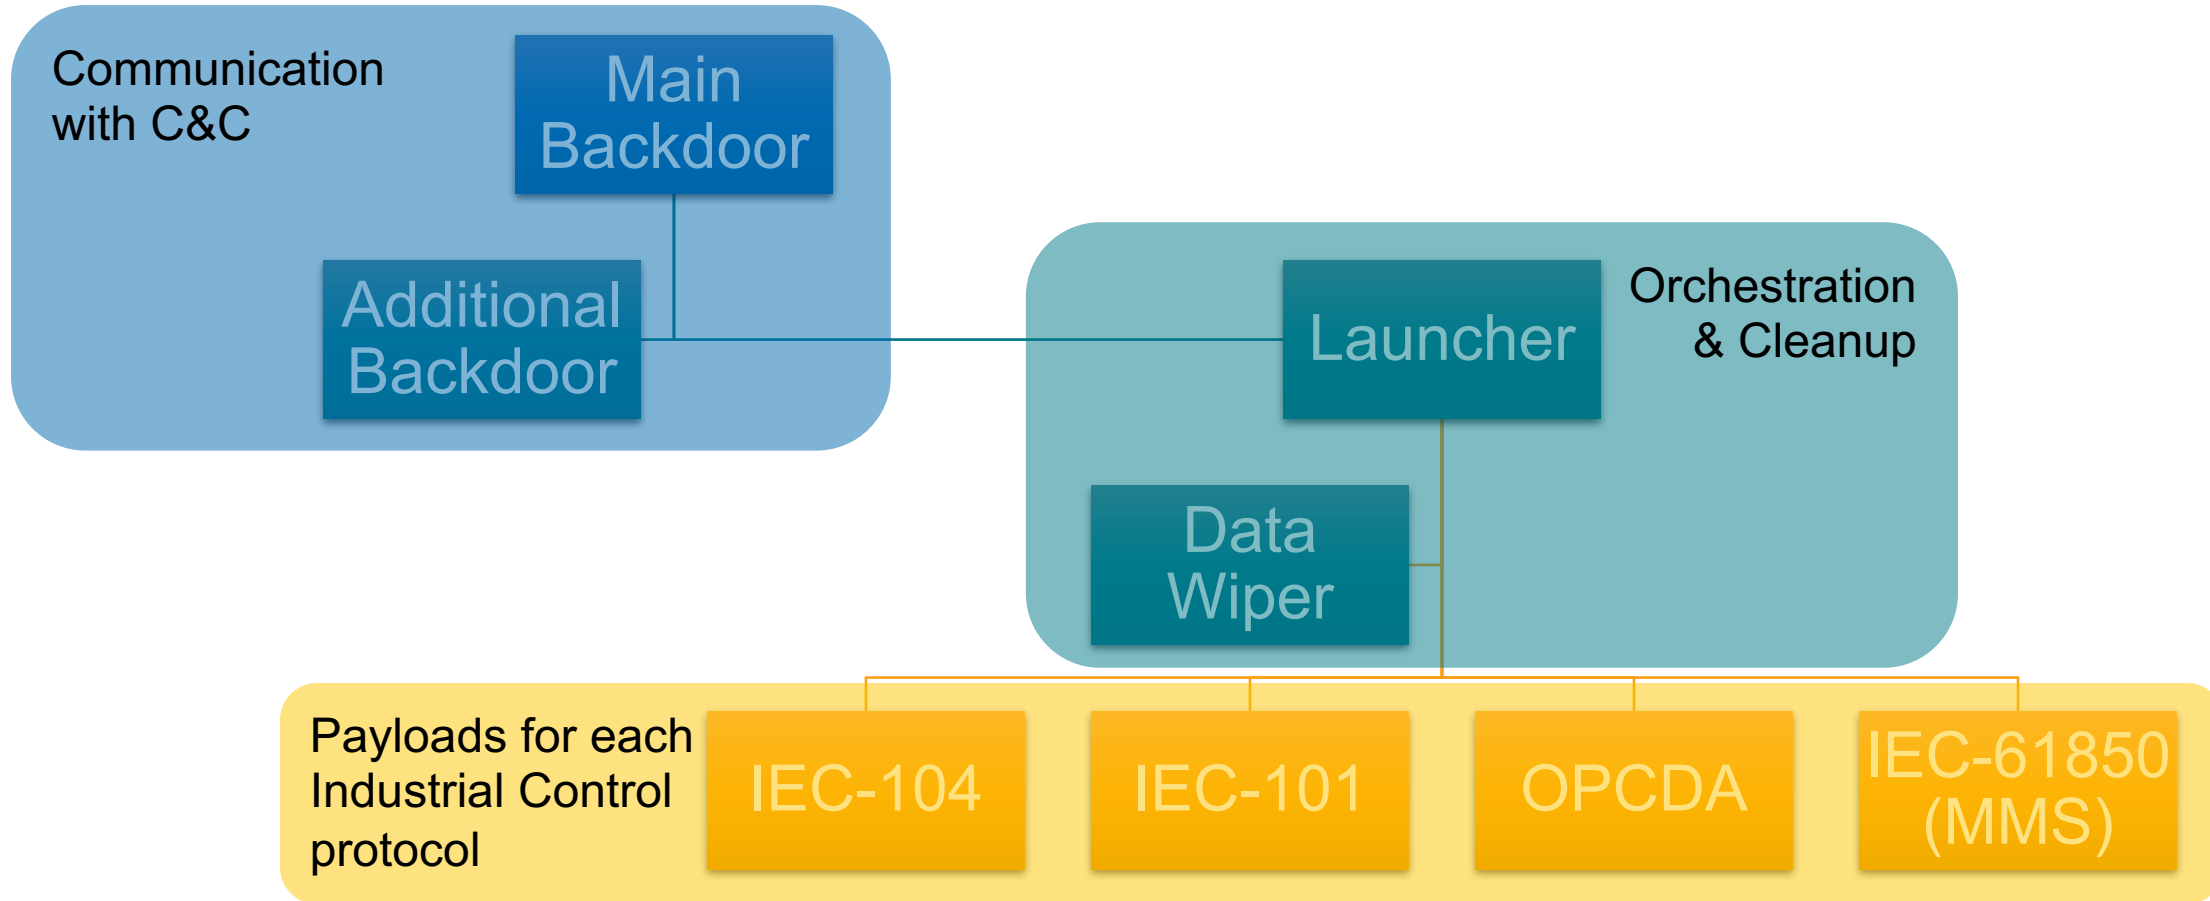 Communication
with C&C
Main
Backdoor
Additional
Backdoor
Launcher
Orchestration
& Cleanup
Data
Wiper
Payloads for each
Industrial Control
protocol
IEC-104
IEC-101
OPCDA
IEC-61850
(MMS)